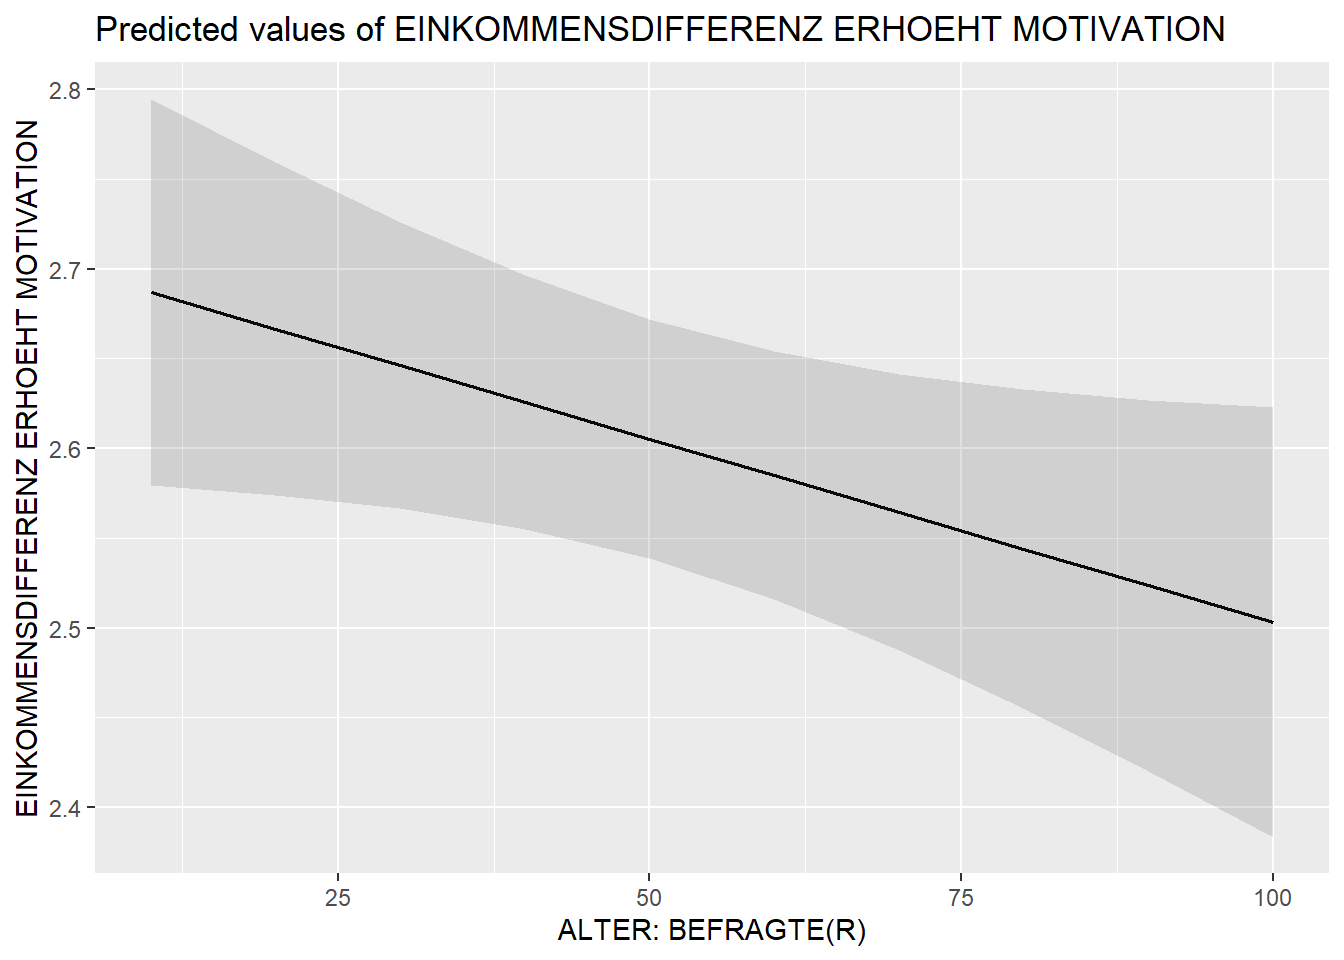 Predicted values of EINKOMMENSDIFFERENZ ERHOEHT MOTIVATION
EINKOMMENSDIFFERENZ ERHOEHT MOTIVATION
2.8
2.7
2.6
2.5
2.4
25 50 75 100
ALTER: BEFRAGTE(R)